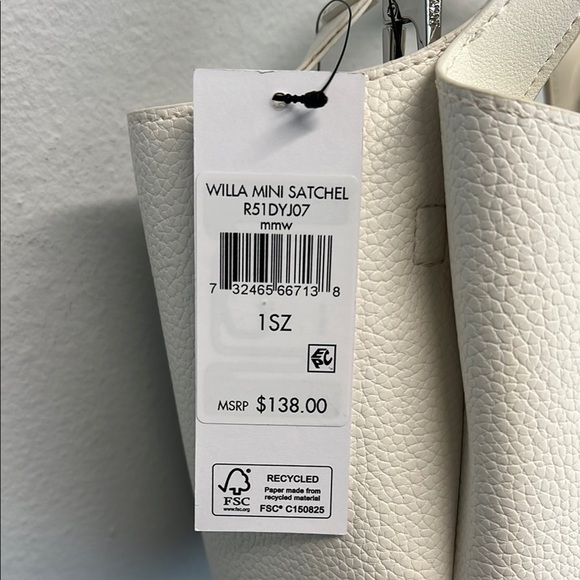 WILLA MINI SATCHEL
R51DYJ07
mmw
7 32465 66713 8
1SZ
EPC
MSRP $138.00
FSC
www.fsc.org
RECYCLED
Paper made from
recycled material
FSC® C150825